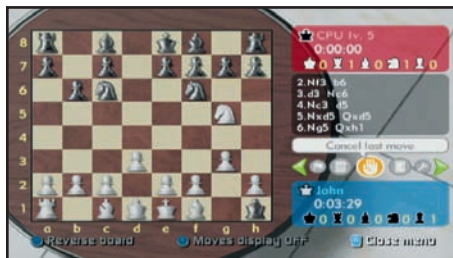 8
7
6
5
4
3
2
1
a b c d e f g h
CPU lv. 5
0:00:00
0 1 0 1 0
2.Nf3 b6
3.d3 Nc6
4.Nc3 d5
5.Nxd5 Qxd5
6.Ng5 Qxh1
Cancel last move
John
0:03:29
0 0 0 0 1
Reverse board
Moves display OFF
Close menu